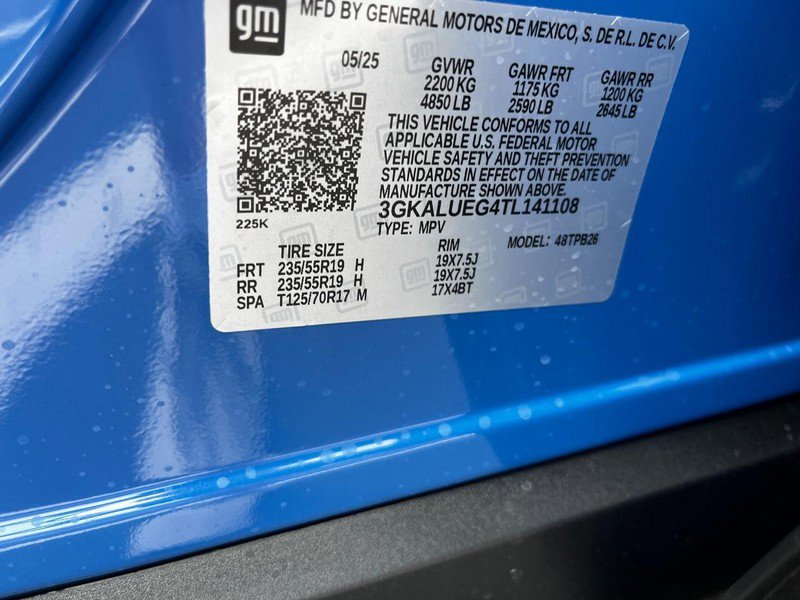 gm
MFD BY GENERAL MOTORS DE MEXICO, S. DE R.L. DE C.V.
05/25 GVWR GAWR FRT GAWR RR
2200 KG 1175 KG 1200 KG
4850 LB 2590 LB 2645 LB
THIS VEHICLE CONFORMS TO ALL
APPLICABLE U.S. FEDERAL MOTOR
VEHICLE SAFETY AND THEFT PREVENTION
STANDARDS IN EFFECT ON THE DATE OF
MANUFACTURE SHOWN ABOVE.
3GKALUEG4TL141108
225K
TYPE: MPV MODEL: 48TPB26
TIRE SIZE RIM
FRT 235/55R19 H 19X7.5J
RR 235/55R19 H 19X7.5J
SPA T125/70R17 M 17X4BT